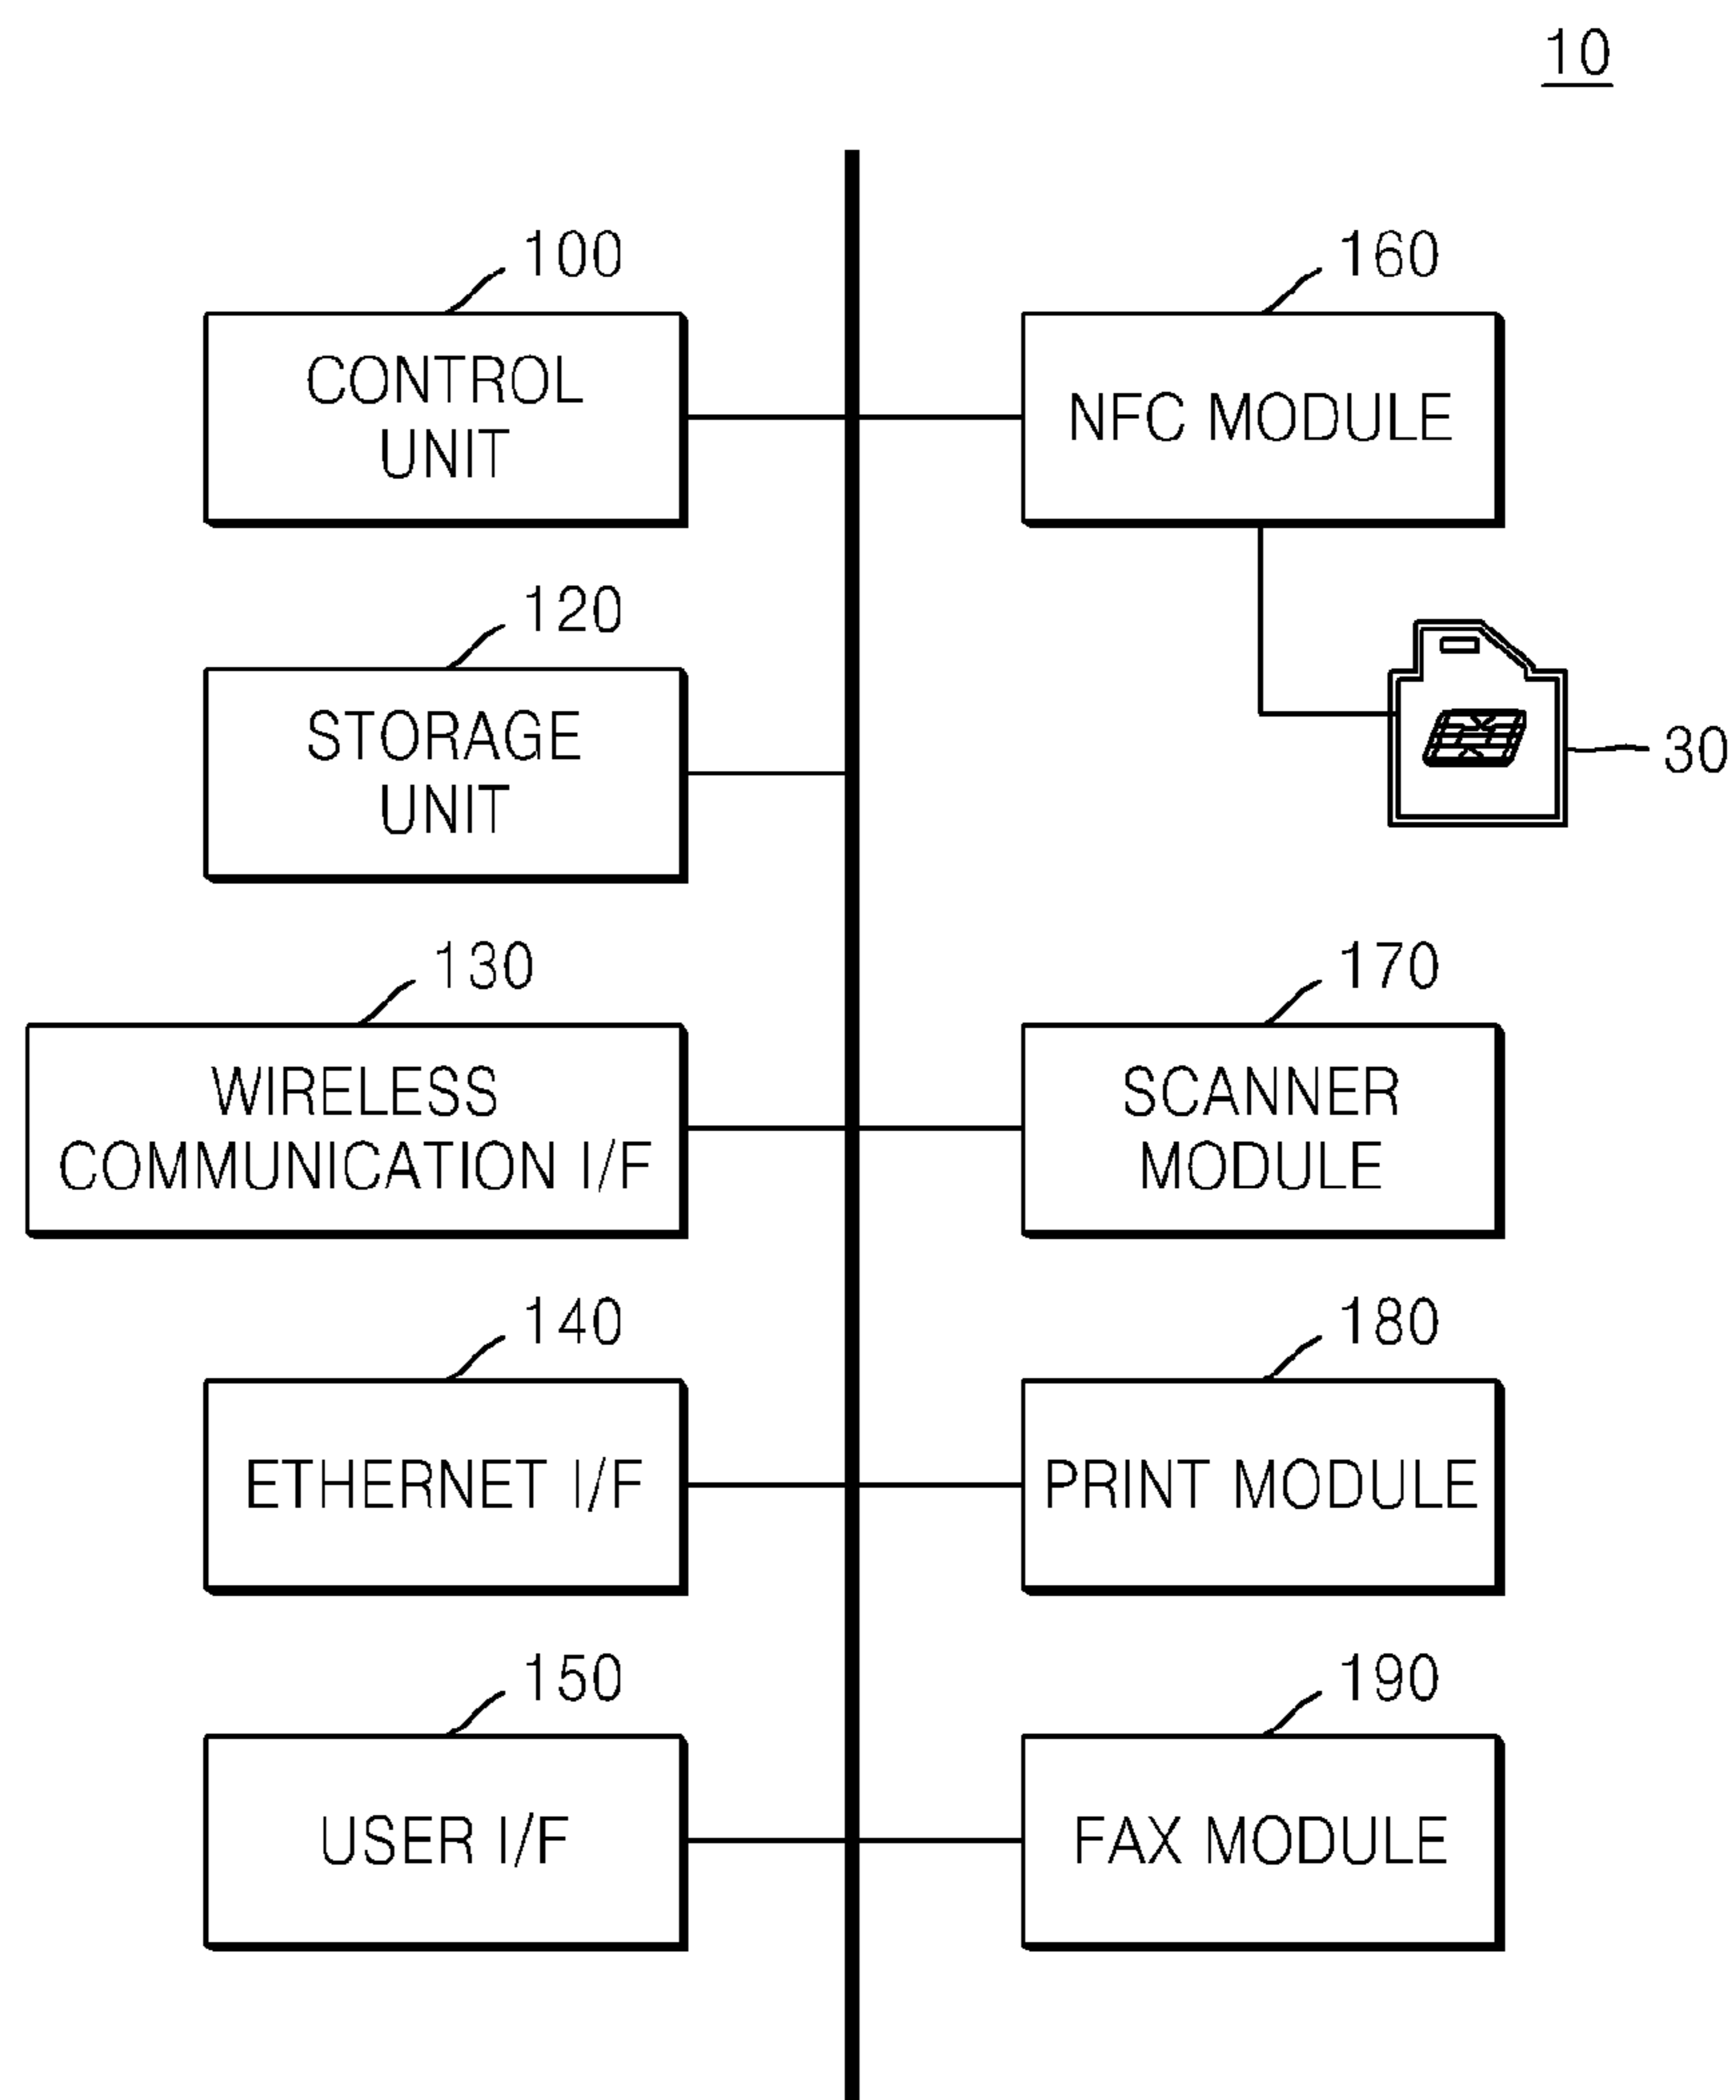 10
100
CONTROL
UNIT
160
NFC MODULE
120
STORAGE
UNIT
30
130
WIRELESS
COMMUNICATION I/F
170
SCANNER
MODULE
140
ETHERNET I/F
180
PRINT MODULE
150
USER I/F
190
FAX MODULE